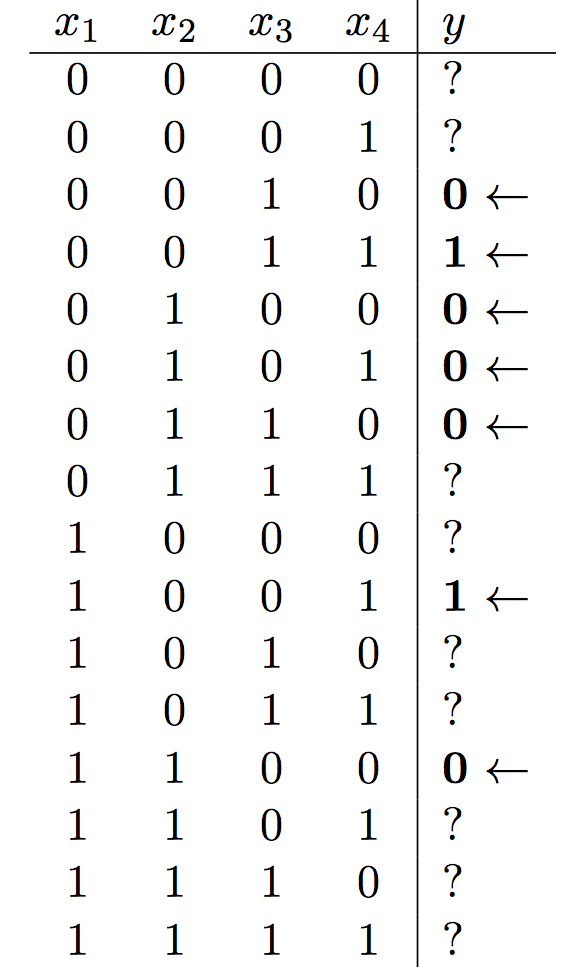 x₁ x₂ x₃ x₄ y
0 0 0 0 ?
0 0 0 1 ?
0 0 1 0 0 ←
0 0 1 1 1 ←
0 1 0 0 0 ←
0 1 0 1 0 ←
0 1 1 0 0 ←
0 1 1 1 ?
1 0 0 0 ?
1 0 0 1 1 ←
1 0 1 0 ?
1 0 1 1 ?
1 1 0 0 0 ←
1 1 0 1 ?
1 1 1 0 ?
1 1 1 1 ?